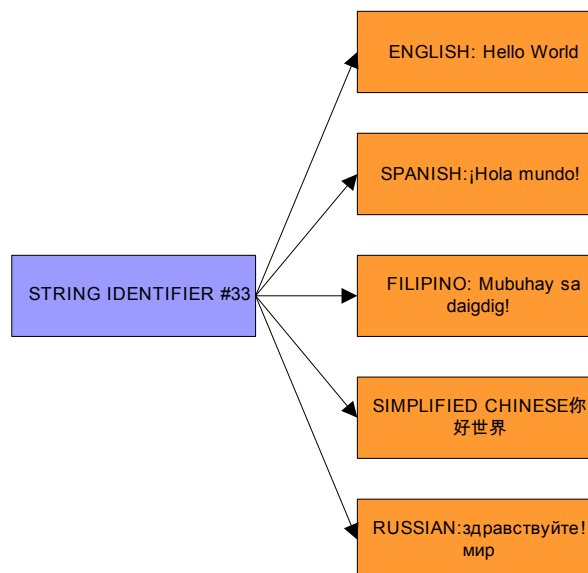 ENGLISH: Hello World
SPANISH:¡Hola mundo!
STRING IDENTIFIER #33
FILIPINO: Mubuhay sa
daigdig!
SIMPLIFIED CHINESE你
好世界
RUSSIAN:здравствуйте!
мир